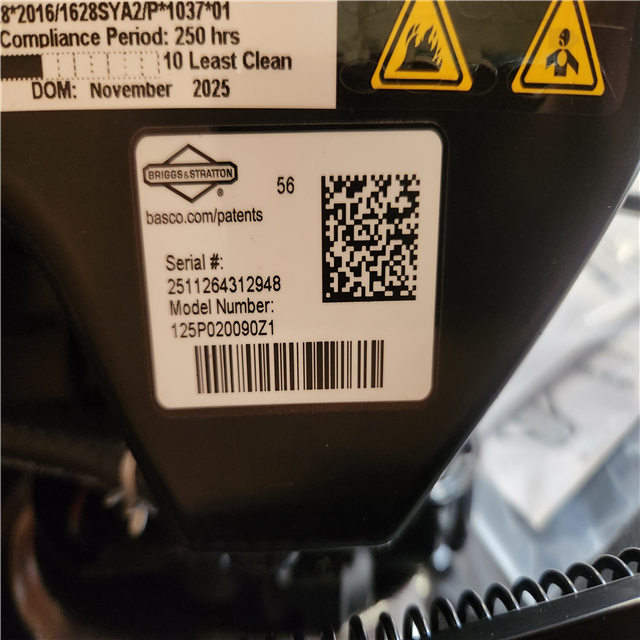 8*2016/1628SYA2/P*1037*01
Compliance Period: 250 hrs
10 Least Clean
DOM: November 2025
BRIGGS&STRATTON
®
56
basco.com/patents
Serial #:
2511264312948
Model Number:
125P020090Z1